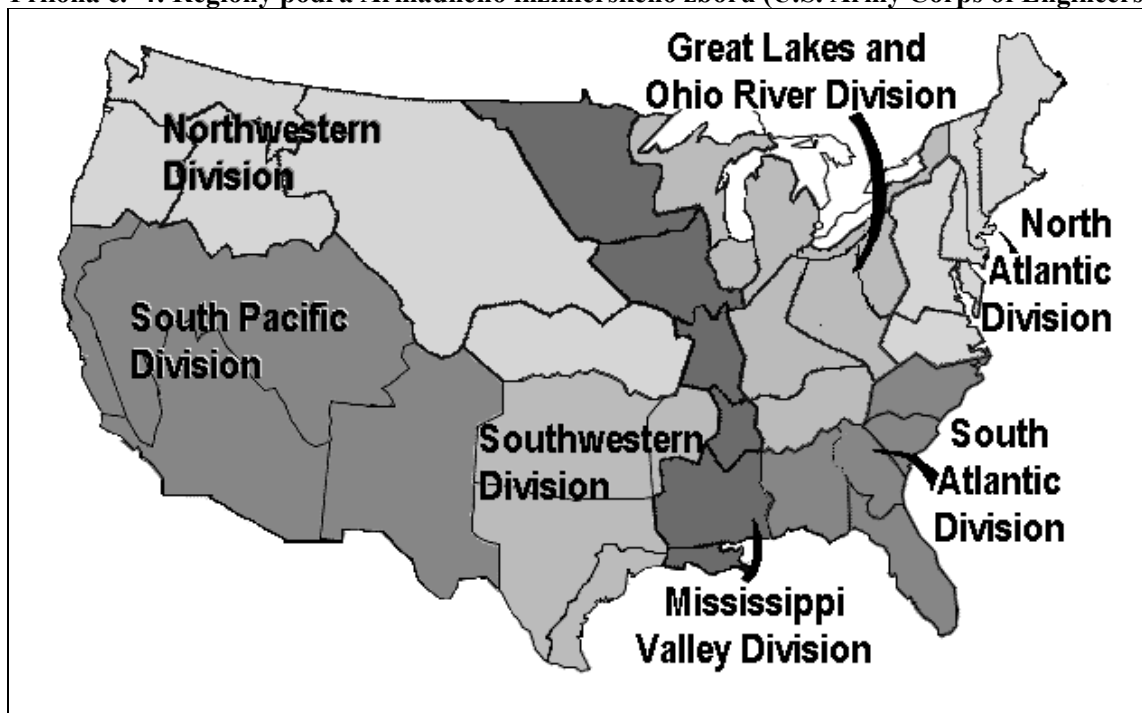 Príloha č. 4: Regióny podľa Armádneho inžinierskeho zboru (U.S. Army Corps of Engineers
Great Lakes and
Ohio River Division
Northwestern
Division
North
Atlantic
Division
South Pacific
Division
Southwestern
Division
South
Atlantic
Division
Mississippi
Valley Division